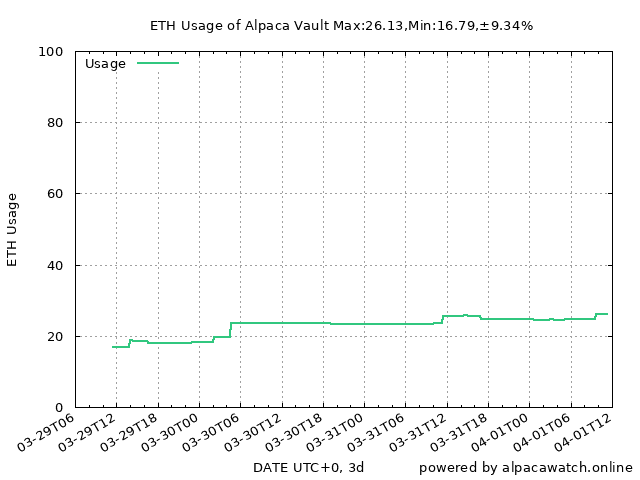 ETH Usage of Alpaca Vault Max:26.13,Min:16.79,±9.34%
Usage
ETH Usage
100
80
60
40
20
0
03-29T06
03-29T12
03-29T18
03-30T00
03-30T06
03-30T12
03-30T18
03-31T00
03-31T06
03-31T12
03-31T18
04-01T00
04-01T06
04-01T12
DATE UTC+0, 3d
powered by alpacawatch.online